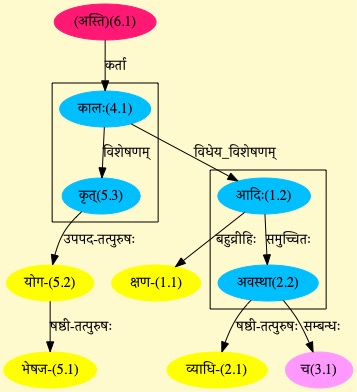 (अस्ति)(6.1)
कर्ता
कालः(4.1)
विशेषणम् विधेय_विशेषणम्
कृत्(5.3) आदिः(1.2)
उपपद-तत्पुरुषः बहुव्रीहिः समुच्चितः
योग-(5.2) क्षण-(1.1) अवस्था(2.2)
षष्ठी-तत्पुरुषः षष्ठी-तत्पुरुषः सम्बन्धः
भेषज-(5.1) व्याधि-(2.1) च(3.1)